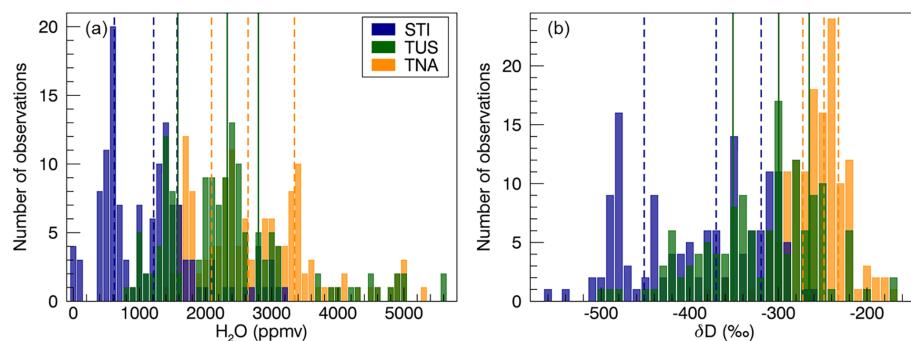 (a)
STI
TUS
TNA
Number of observations
20
15
10
5
0
0 1000 2000 3000 4000 5000
H₂O (ppmv)
(b)
Number of observations
20
15
10
5
0
-500 -400 -300 -200
δD (‰)